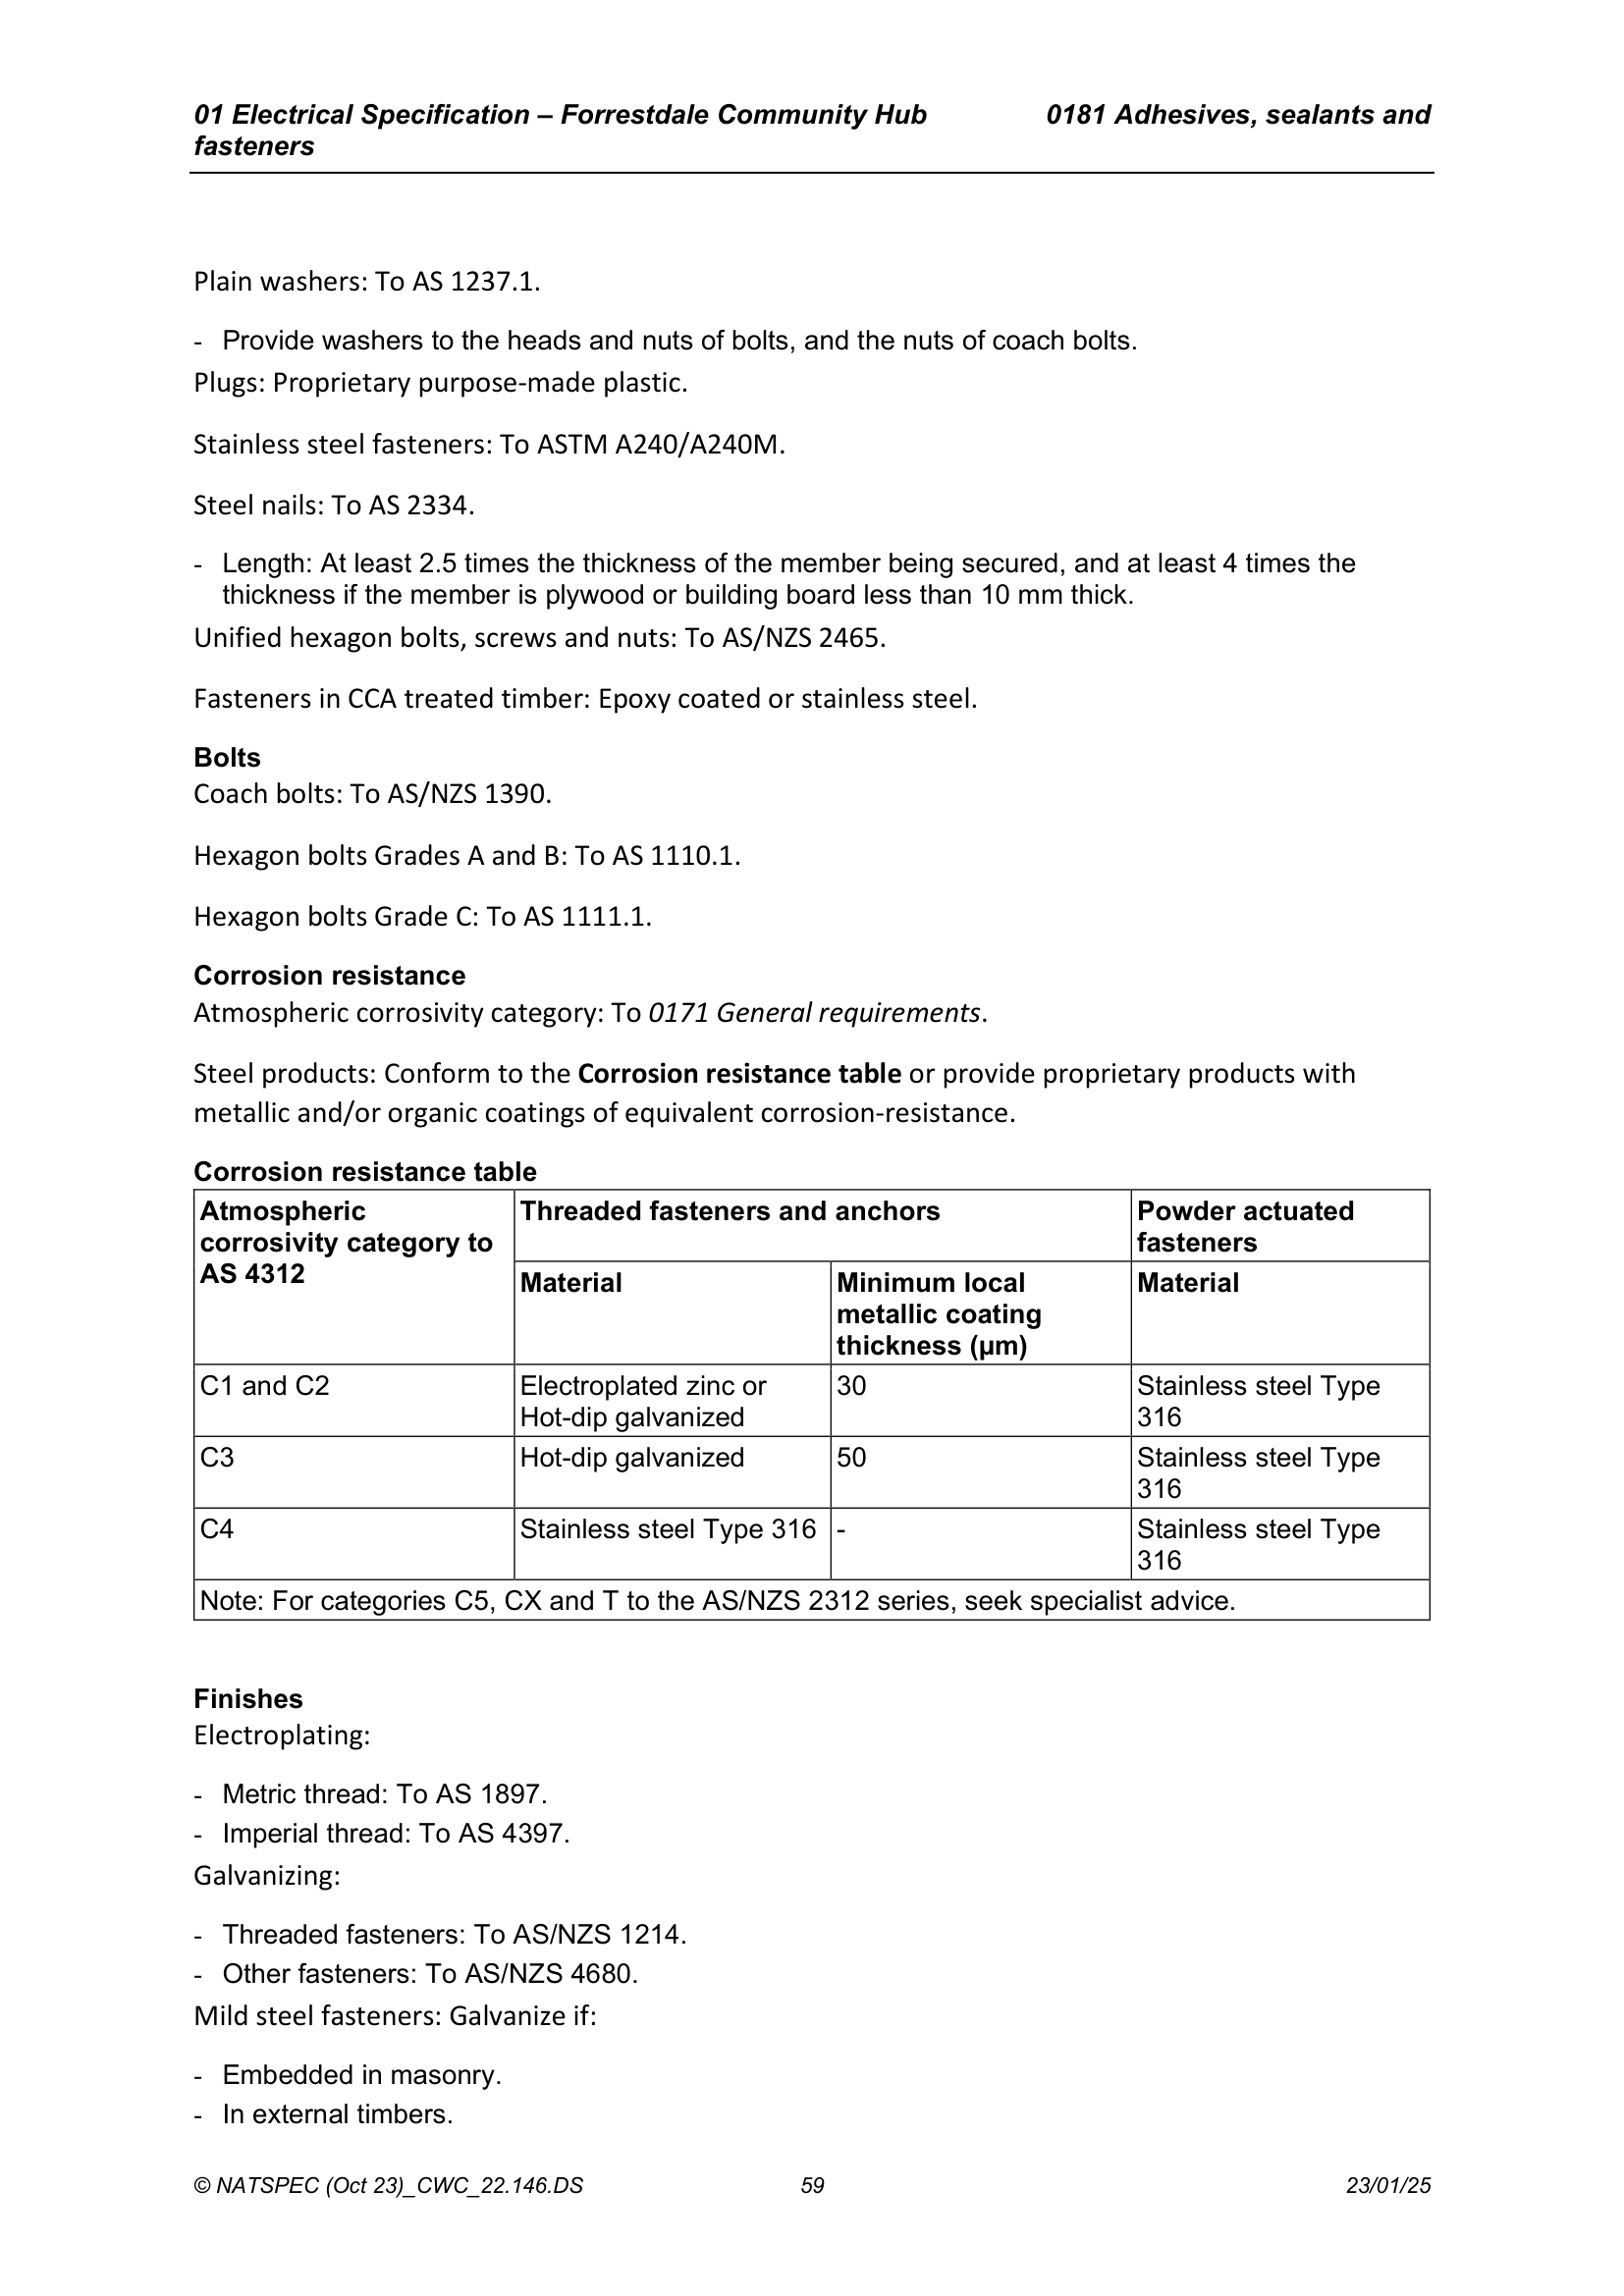 01 Electrical Specification – Forrestdale Community Hub 0181 Adhesives, sealants and
fasteners
Plain washers: To AS 1237.1.
- Provide washers to the heads and nuts of bolts, and the nuts of coach bolts.
Plugs: Proprietary purpose-made plastic.
Stainless steel fasteners: To ASTM A240/A240M.
Steel nails: To AS 2334.
- Length: At least 2.5 times the thickness of the member being secured, and at least 4 times the
thickness if the member is plywood or building board less than 10 mm thick.
Unified hexagon bolts, screws and nuts: To AS/NZS 2465.
Fasteners in CCA treated timber: Epoxy coated or stainless steel.
Bolts
Coach bolts: To AS/NZS 1390.
Hexagon bolts Grades A and B: To AS 1110.1.
Hexagon bolts Grade C: To AS 1111.1.
Corrosion resistance
Atmospheric corrosivity category: To 0171 General requirements.
Steel products: Conform to the Corrosion resistance table or provide proprietary products with
metallic and/or organic coatings of equivalent corrosion-resistance.
Corrosion resistance table
Atmospheric
corrosivity category to
AS 4312
Threaded fasteners and anchors
Powder actuated
fasteners
Material
Minimum local
metallic coating
thickness (µm)
Material
C1 and C2
Electroplated zinc or
Hot-dip galvanized
30
Stainless steel Type
316
C3
Hot-dip galvanized
50
Stainless steel Type
316
C4
Stainless steel Type 316
-
Stainless steel Type
316
Note: For categories C5, CX and T to the AS/NZS 2312 series, seek specialist advice.
Finishes
Electroplating:
- Metric thread: To AS 1897.
- Imperial thread: To AS 4397.
Galvanizing:
- Threaded fasteners: To AS/NZS 1214.
- Other fasteners: To AS/NZS 4680.
Mild steel fasteners: Galvanize if:
- Embedded in masonry.
- In external timbers.
© NATSPEC (Oct 23)_CWC_22.146.DS 59 23/01/25